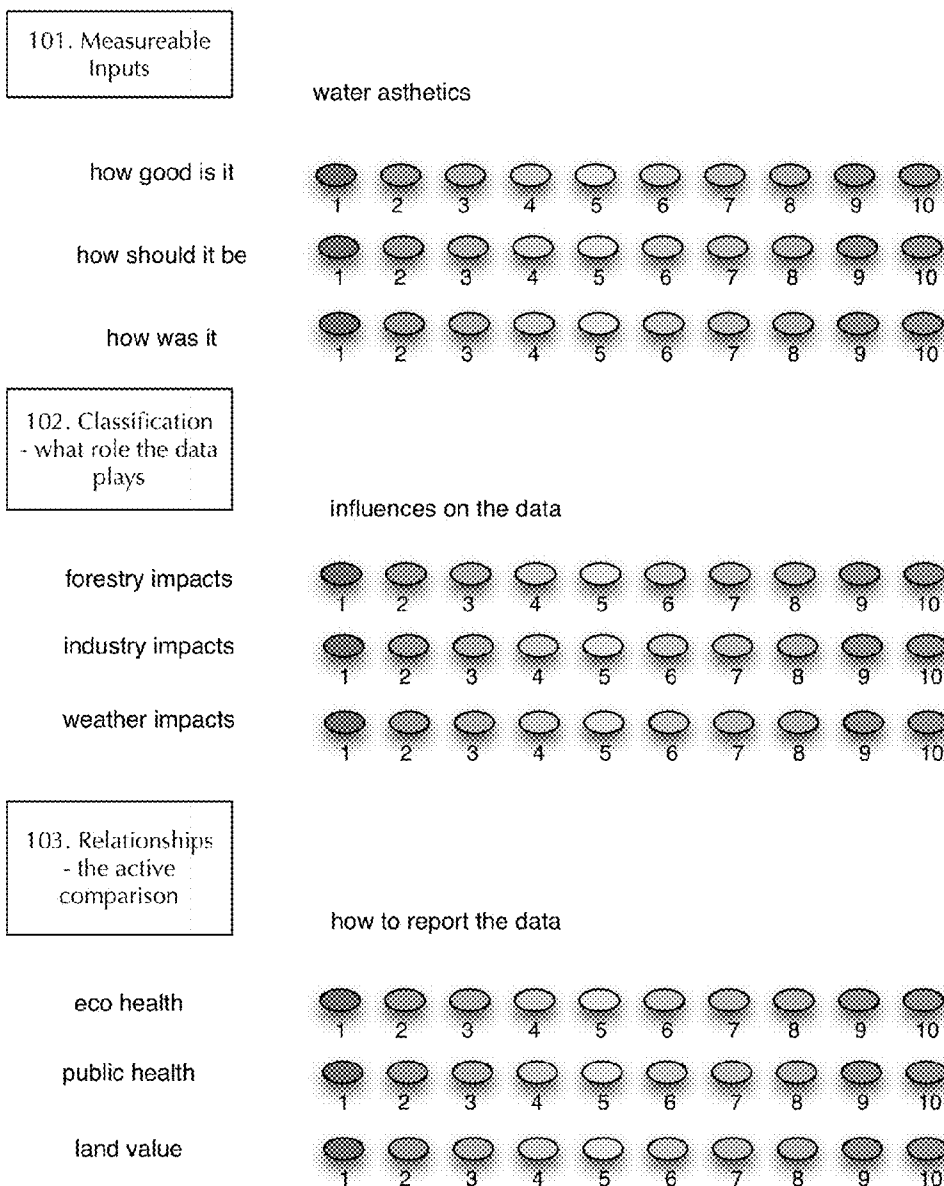 101. Measureable
Inputs
water asthetics
how good is it
1 2 3 4 5 6 7 8 9 10
how should it be
1 2 3 4 5 6 7 8 9 10
how was it
1 2 3 4 5 6 7 8 9 10
102. Classification
- what role the data
plays
influences on the data
forestry impacts
1 2 3 4 5 6 7 8 9 10
industry impacts
1 2 3 4 5 6 7 8 9 10
weather impacts
1 2 3 4 5 6 7 8 9 10
103. Relationships
- the active
comparison
how to report the data
eco health
1 2 3 4 5 6 7 8 9 10
public health
1 2 3 4 5 6 7 8 9 10
land value
1 2 3 4 5 6 7 8 9 10